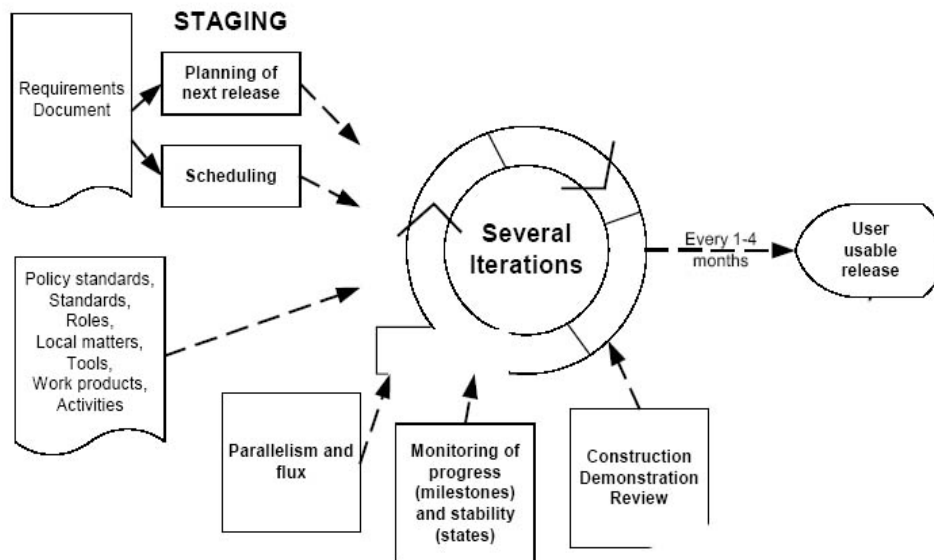 STAGING
Requirements
Document
Planning of
next release
Scheduling
Several
Iterations
Every 1-4
months
User
usable
release
Policy standards,
Standards,
Roles,
Local matters,
Tools,
Work products,
Activities
Parallelism and
flux
Monitoring of
progress
(milestones)
and stability
(states)
Construction
Demonstration
Review